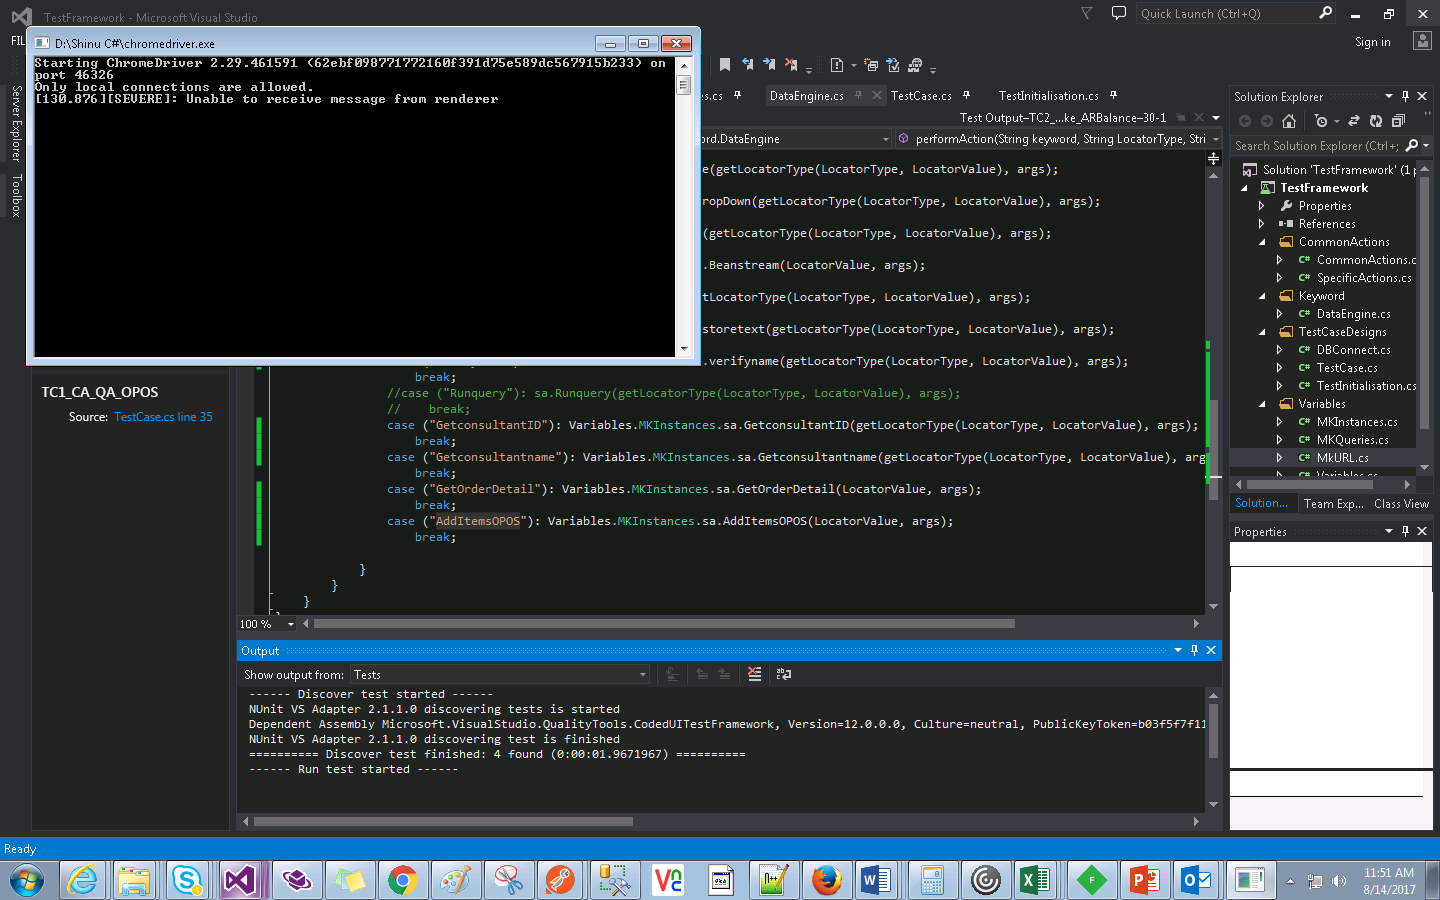 TestFramework - Microsoft Visual Studio
Quick Launch (Ctrl+Q)
FIL
Sign in
D:\Shinu C#\chromedriver.exe
Starting ChromeDriver 2.29.461591 (62ebf098771772160f391d75e589dc567915b233) on
port 46326
Only local connections are allowed.
[130.876][SEVERE]: Unable to receive message from renderer
Server Explorer
Toolbox
es.cs
DataEngine.cs
TestCase.cs
TestInitialisation.cs
Test Output–TC2_...ke_ARBalance–30-1
ord.DataEngine
performAction(String keyword, String LocatorType, Stri
e(getLocatorType(LocatorType, LocatorValue), args);
ropDown(getLocatorType(LocatorType, LocatorValue), args);
(getLocatorType(LocatorType, LocatorValue), args);
.Beanstream(LocatorValue, args);
tLocatorType(LocatorType, LocatorValue), args);
storetext(getLocatorType(LocatorType, LocatorValue), args);
.verifyname(getLocatorType(LocatorType, LocatorValue), args);
break;
//case ("Runquery"): sa.Runquery(getLocatorType(LocatorType, LocatorValue), args);
//    break;
case ("GetconsultantID"): Variables.MKInstances.sa.GetconsultantID(getLocatorType(LocatorType, LocatorValue), args);
break;
case ("Getconsultantname"): Variables.MKInstances.sa.Getconsultantname(getLocatorType(LocatorType, LocatorValue), arg
break;
case ("GetOrderDetail"): Variables.MKInstances.sa.GetOrderDetail(LocatorValue, args);
break;
case ("AddItemsOPOS"): Variables.MKInstances.sa.AddItemsOPOS(LocatorValue, args);
break;
}
}
}
100 %
TC1_CA_QA_OPOS
Source: TestCase.cs line 35
Output
Show output from: Tests
------ Discover test started ------
NUnit VS Adapter 2.1.1.0 discovering tests is started
Dependent Assembly Microsoft.VisualStudio.QualityTools.CodedUITestFramework, Version=12.0.0.0, Culture=neutral, PublicKeyToken=b03f5f7f11
NUnit VS Adapter 2.1.1.0 discovering test is finished
========== Discover test finished: 4 found (0:00:01.9671967) ==========
------ Run test started ------
Solution Explorer
Search Solution Explorer (Ctrl+;
Solution 'TestFramework' (1 p
TestFramework
Properties
References
CommonActions
CommonActions.c
SpecificActions.cs
Keyword
DataEngine.cs
TestCaseDesigns
DBConnect.cs
TestCase.cs
TestInitialisation.cs
Variables
MKInstances.cs
MKQueries.cs
MkURL.cs
Variables.cs
Solution...
Team Exp...
Class View
Properties
Ready
11:51 AM
8/14/2017